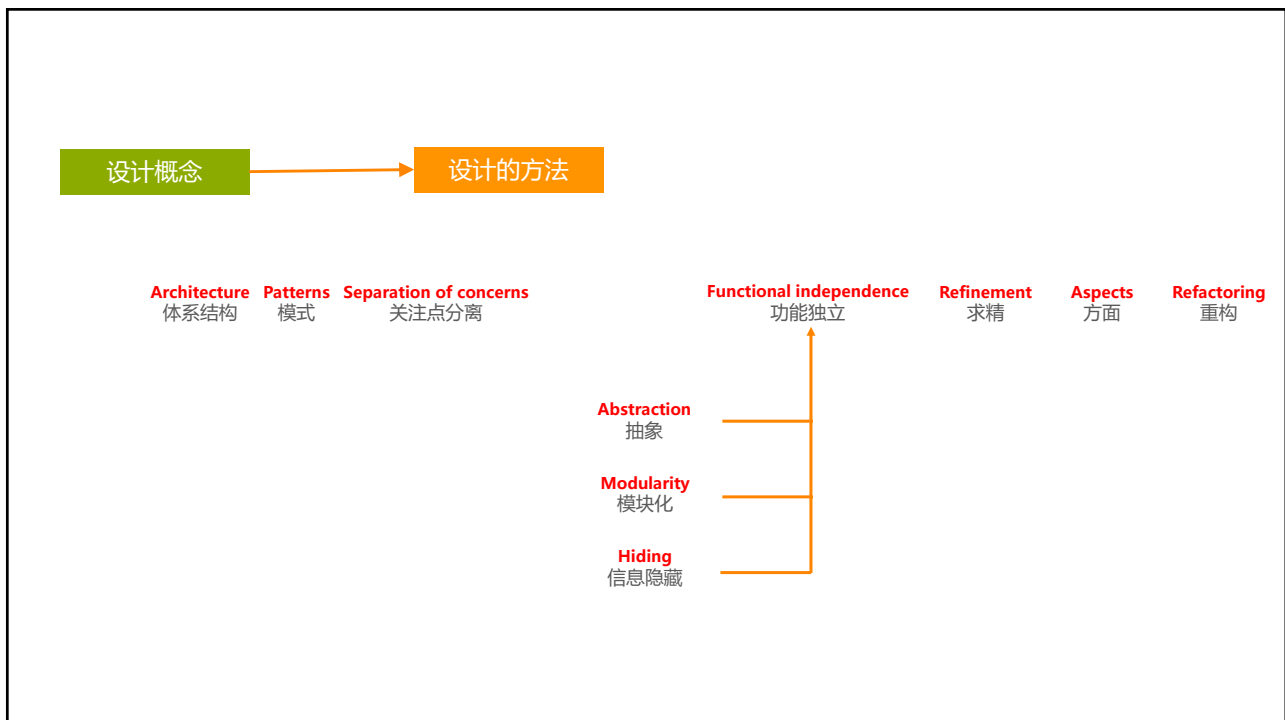 设计概念
设计的方法
Architecture
体系结构
Patterns
模式
Separation of concerns
关注点分离
Functional independence
功能独立
Refinement
求精
Aspects
方面
Refactoring
重构
Abstraction
抽象
Modularity
模块化
Hiding
信息隐藏